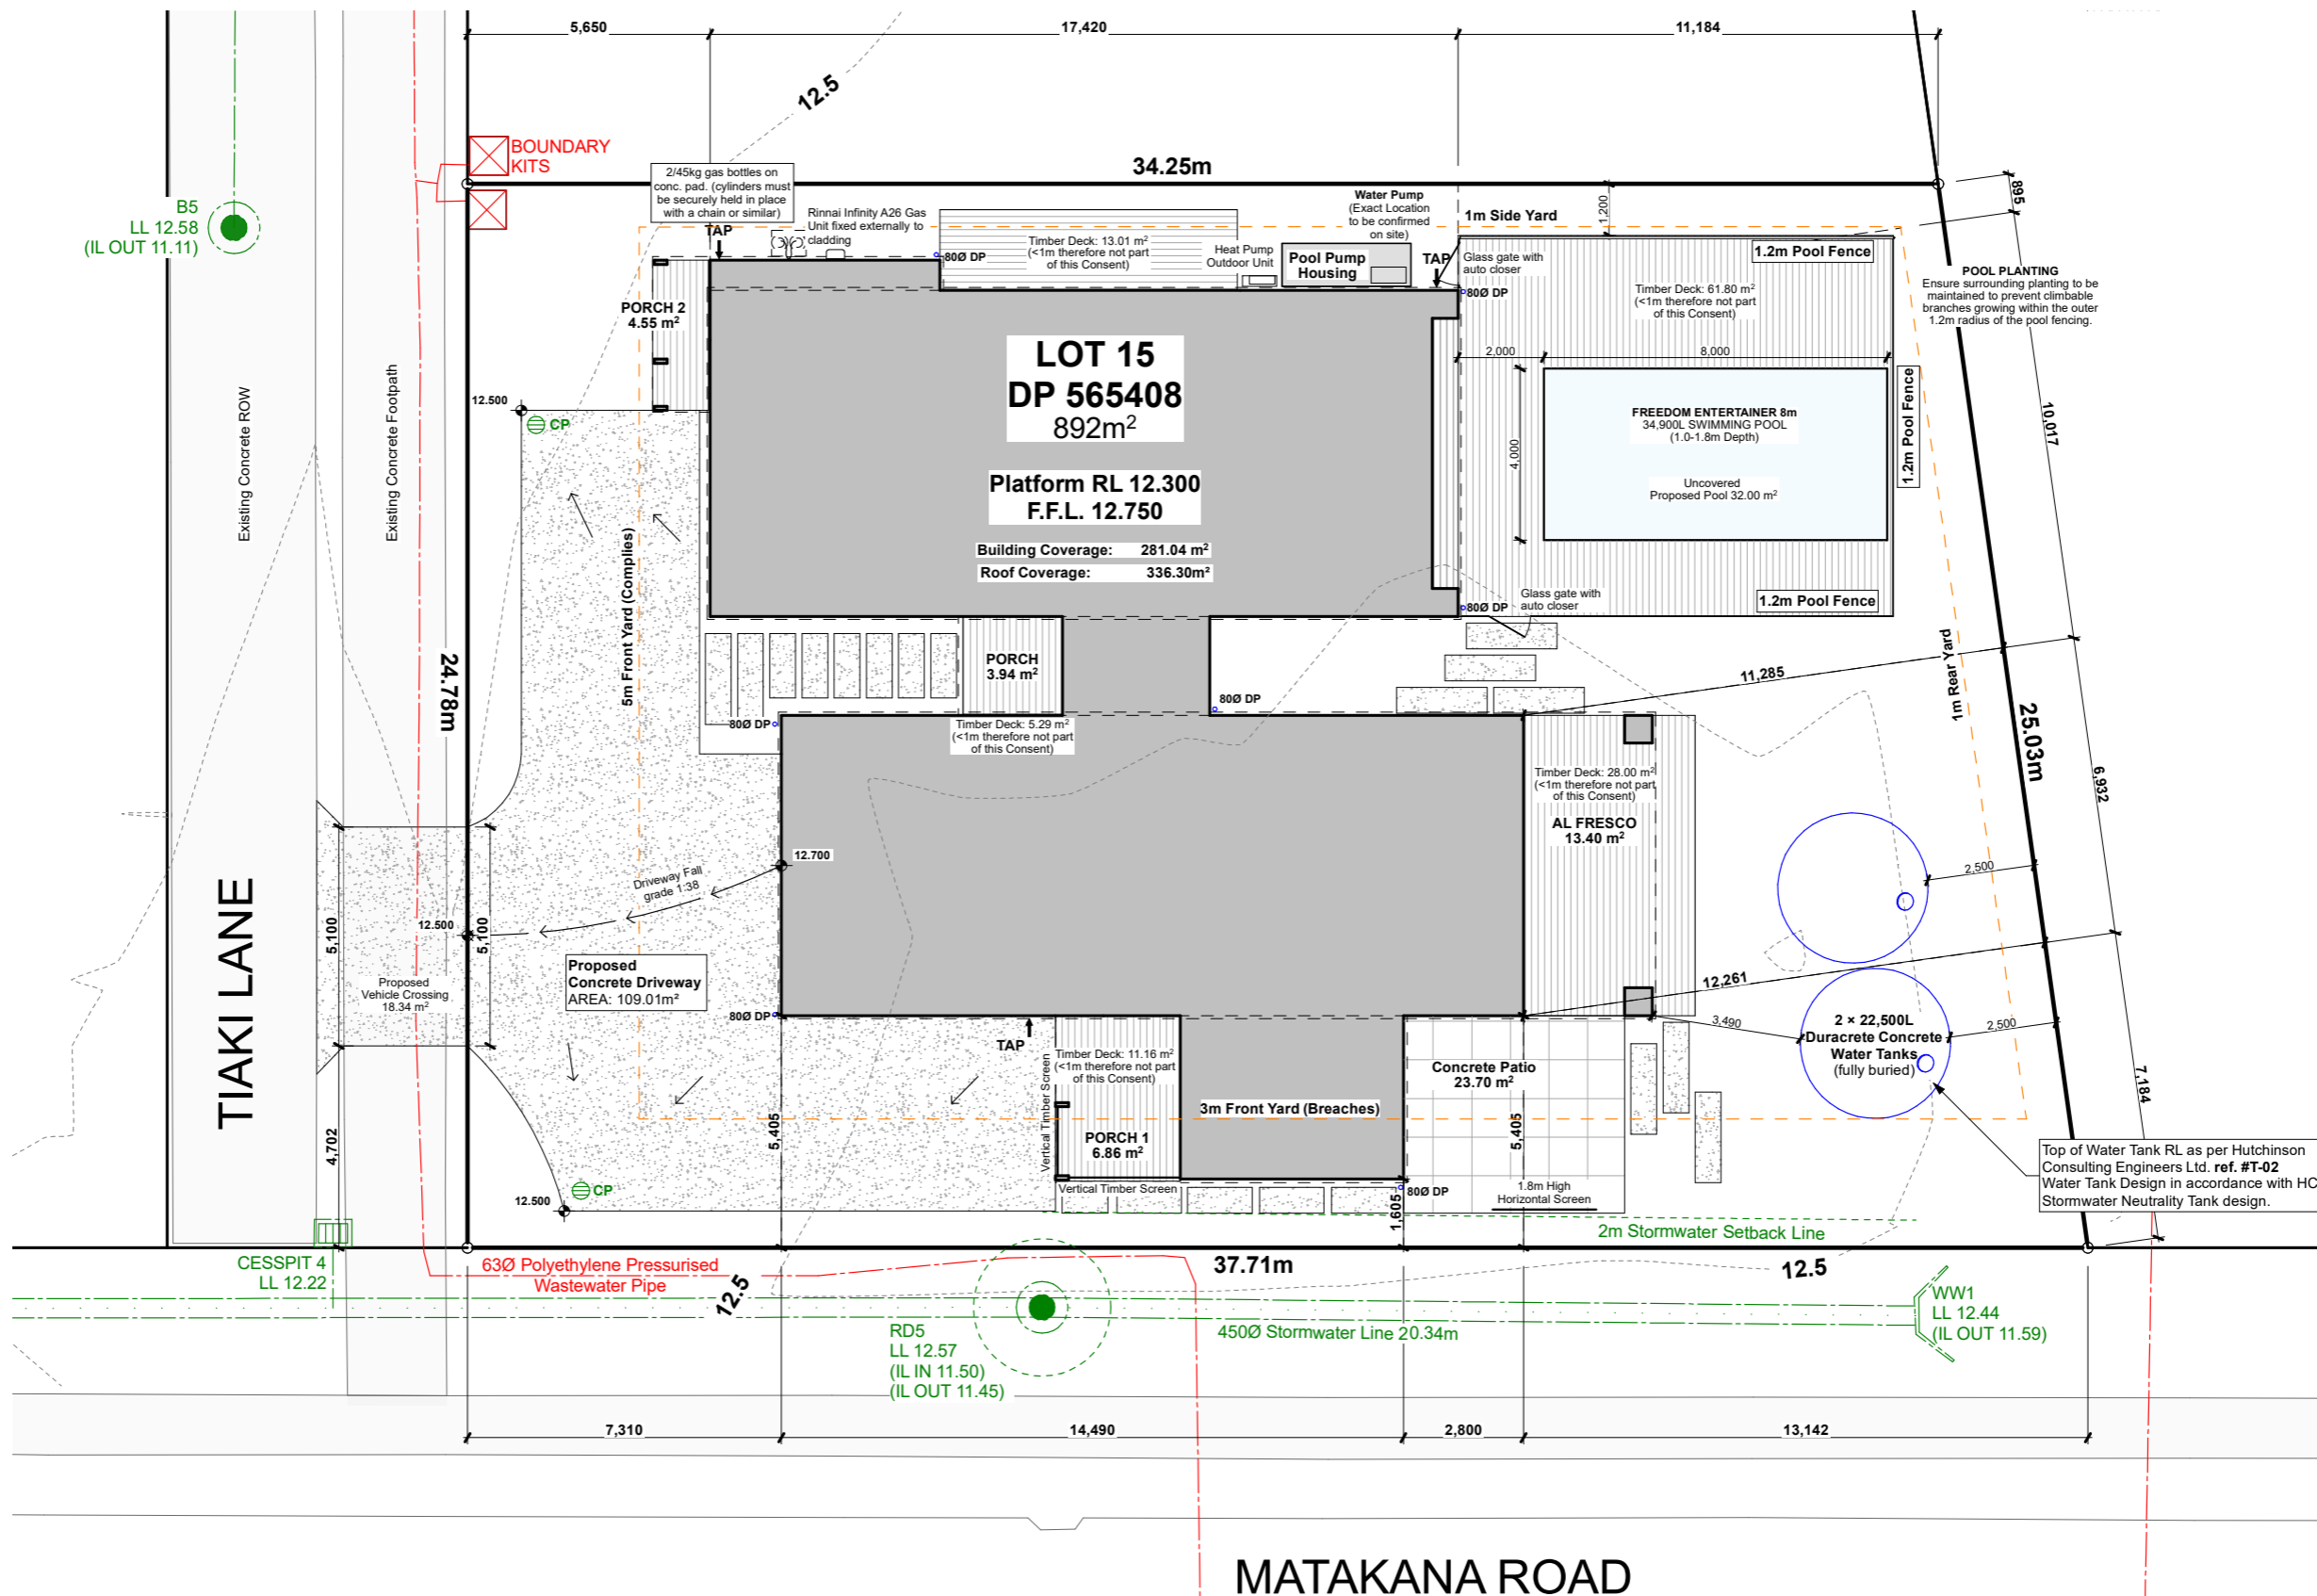 5,650
17,420
11,184
12.5
BOUNDARY
KITS
34.25m
895
B5
LL 12.58
(IL OUT 11.11)
2/45kg gas bottles on
conc. pad. (cylinders must
be securely held in place
with a chain or similar)
TAP
Rinnai Infinity A26 Gas
Unit fixed externally to
cladding
80Ø DP
Timber Deck: 13.01 m²
(<1m therefore not part
of this Consent)
Heat Pump
Outdoor Unit
Water Pump
(Exact Location
to be confirmed
on site)
Pool Pump
Housing
TAP
1m Side Yard
1,200
Glass gate with
auto closer
80Ø DP
1.2m Pool Fence
Timber Deck: 61.80 m²
(<1m therefore not part
of this Consent)
POOL PLANTING
Ensure surrounding planting to be
maintained to prevent climbable
branches growing within the outer
1.2m radius of the pool fencing.
PORCH 2
4.55 m²
LOT 15
DP 565408
892m²
2,000
8,000
4,000
FREEDOM ENTERTAINER 8m
34,900L SWIMMING POOL
(1.0-1.8m Depth)
Uncovered
Proposed Pool 32.00 m²
1.2m Pool Fence
10,017
12.500
CP
Existing Concrete ROW
Existing Concrete Footpath
Platform RL 12.300
F.F.L. 12.750
Building Coverage: 281.04 m²
Roof Coverage: 336.30m²
5m Front Yard (Complies)
80Ø DP
Glass gate with
auto closer
1.2m Pool Fence
24.78m
PORCH
3.94 m²
80Ø DP
80Ø DP
Timber Deck: 5.29 m²
(<1m therefore not part
of this Consent)
11,285
1m Rear Yard
25.03m
6,932
Timber Deck: 28.00 m²
(<1m therefore not part
of this Consent)
AL FRESCO
13.40 m²
12.700
Driveway Fall
grade 1:38
2,500
TIAKI LANE
5,100
12.500
5,100
Proposed
Vehicle Crossing
18.34 m²
Proposed
Concrete Driveway
AREA: 109.01m²
80Ø DP
TAP
12,261
3,490
2 × 22,500L
Duracrete Concrete
Water Tanks
(fully buried)
2,500
7,184
Vertical Timber Screen
Timber Deck: 11.16 m²
(<1m therefore not part
of this Consent)
Concrete Patio
23.70 m²
3m Front Yard (Breaches)
5,405
5,405
4,702
PORCH 1
6.86 m²
Top of Water Tank RL as per Hutchinson
Consulting Engineers Ltd. ref. #T-02
Water Tank Design in accordance with HC
Stormwater Neutrality Tank design.
12.500
CP
Vertical Timber Screen
80Ø DP
1.8m High
Horizontal Screen
1,605
2m Stormwater Setback Line
CESSPIT 4
LL 12.22
63Ø Polyethylene Pressurised
Wastewater Pipe
12.5
37.71m
12.5
RD5
LL 12.57
(IL IN 11.50)
(IL OUT 11.45)
450Ø Stormwater Line 20.34m
WW1
LL 12.44
(IL OUT 11.59)
7,310
14,490
2,800
13,142
MATAKANA ROAD